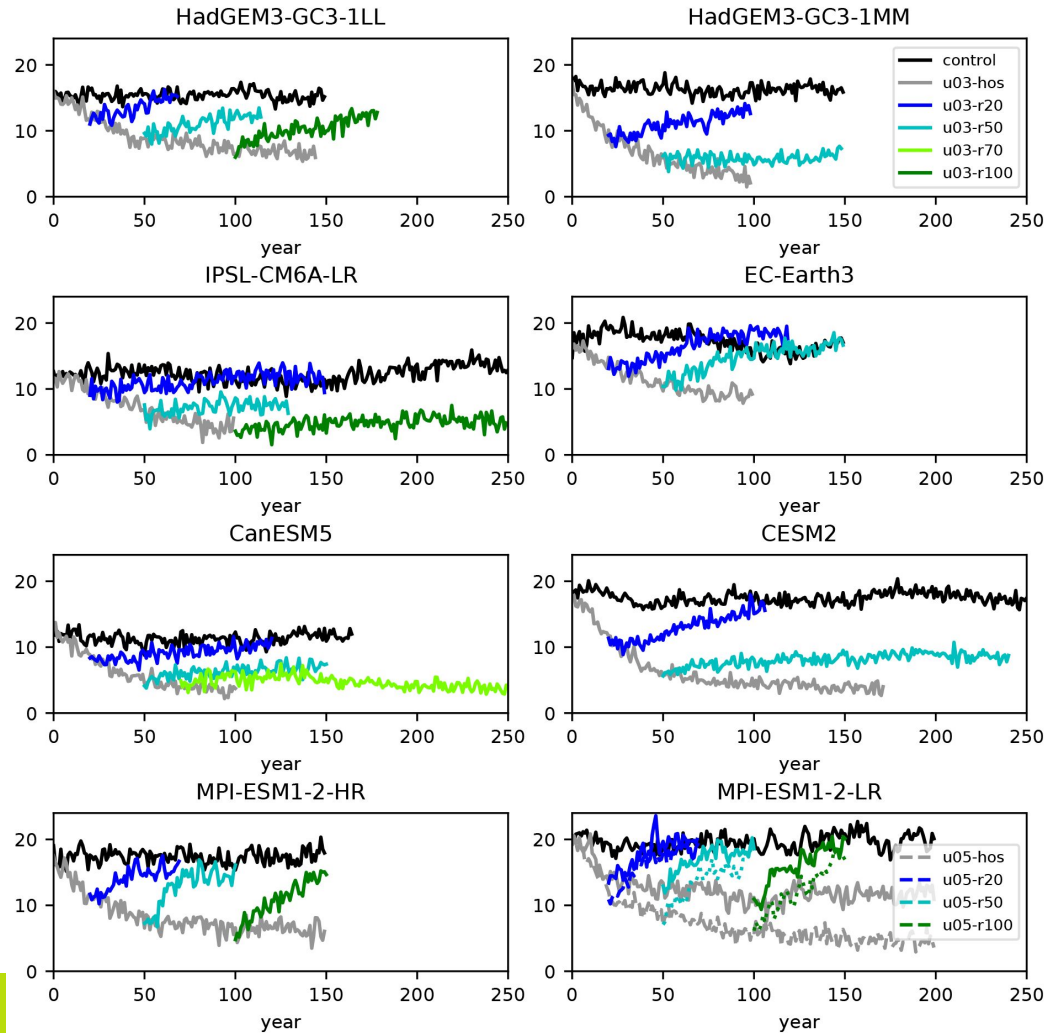 HadGEM3-GC3-1LL
20
10
0
0 50 100 150 200 250
year
HadGEM3-GC3-1MM
20
10
0
control
u03-hos
u03-r20
u03-r50
u03-r70
u03-r100
0 50 100 150 200 250
year
IPSL-CM6A-LR
20
10
0
0 50 100 150 200 250
year
EC-Earth3
20
10
0
0 50 100 150 200 250
year
CanESM5
20
10
0
0 50 100 150 200 250
year
CESM2
20
10
0
0 50 100 150 200 250
year
MPI-ESM1-2-HR
20
10
0
0 50 100 150 200 250
year
MPI-ESM1-2-LR
20
10
0
u05-hos
u05-r20
u05-r50
u05-r100
0 50 100 150 200 250
year